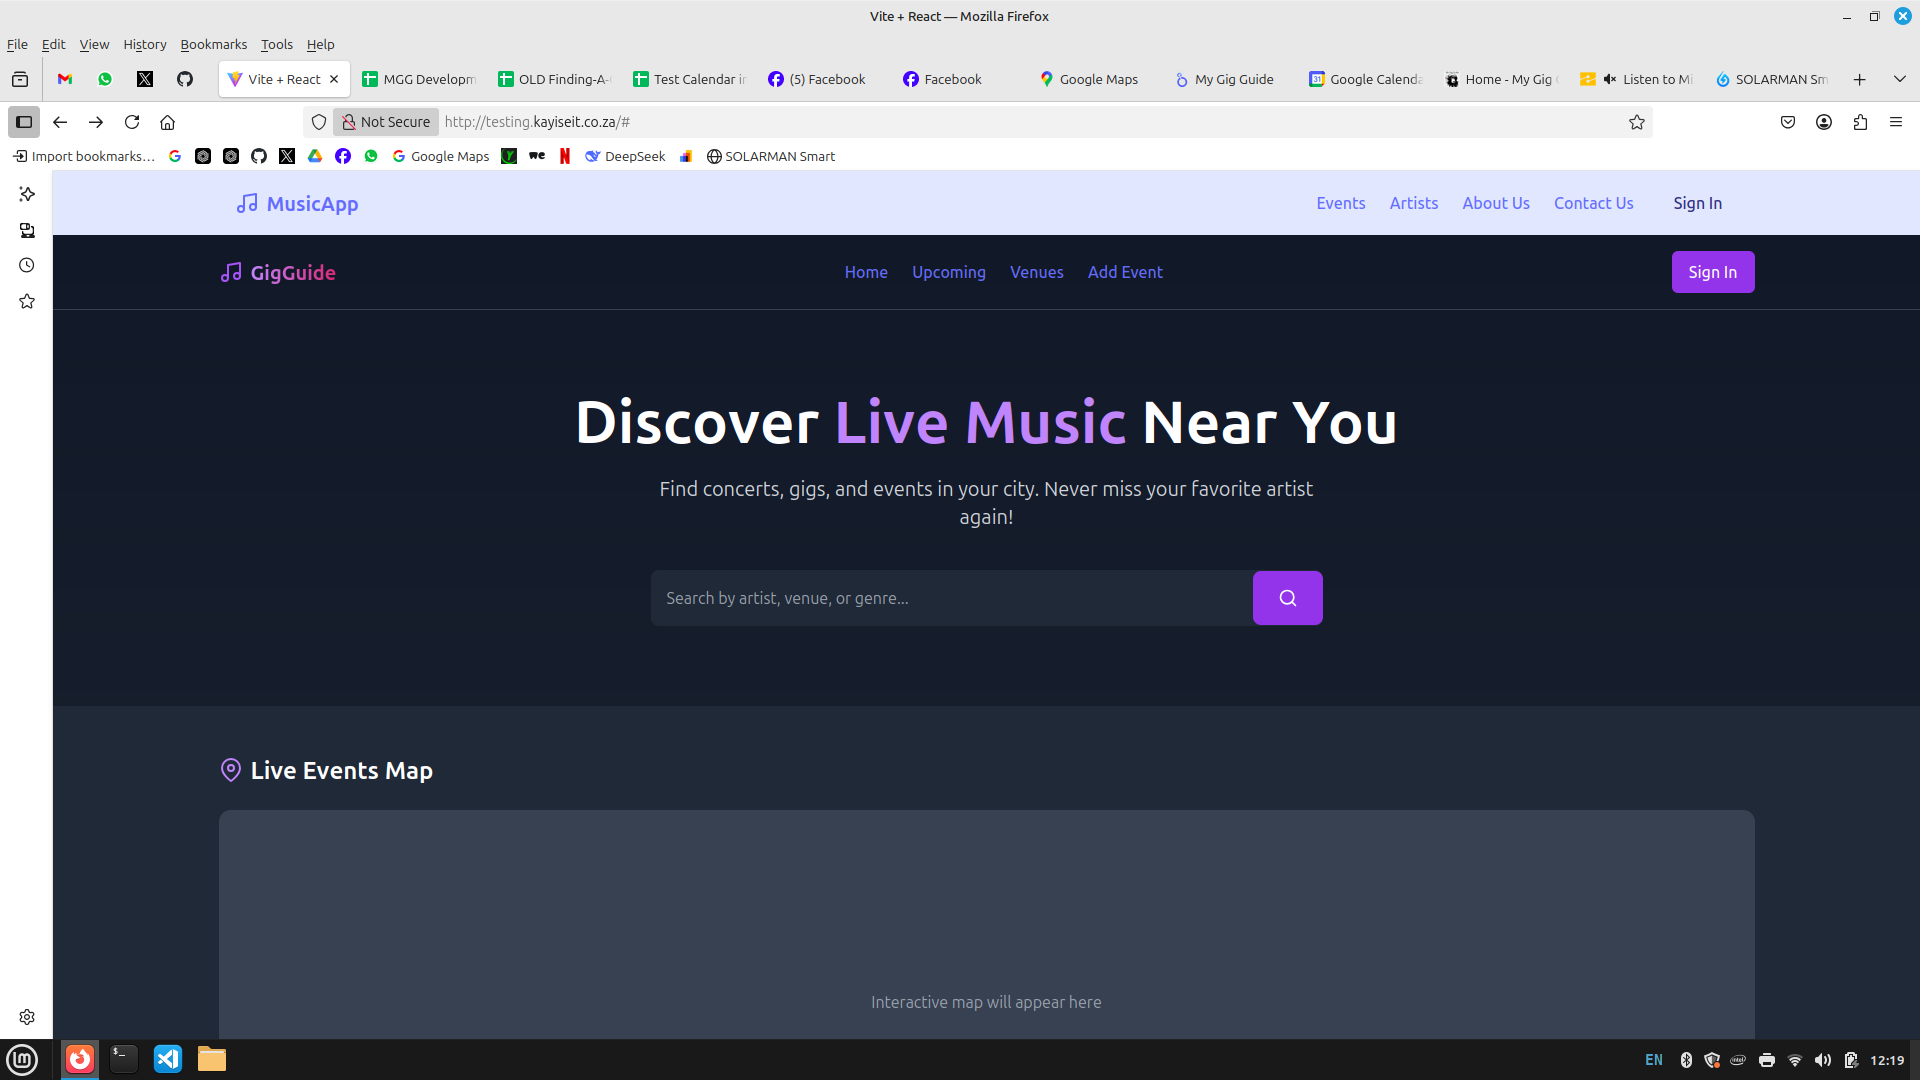 Vite + React — Mozilla Firefox
File Edit View History Bookmarks Tools Help
Vite + React MGG Developm OLD Finding-A- Test Calendar in (5) Facebook Facebook Google Maps My Gig Guide Google Calenda Home - My Gig Listen to Mi SOLARMAN Sm
Not Secure http://testing.kayiseit.co.za/#
Import bookmarks... Google Maps we N DeepSeek SOLARMAN Smart
MusicApp Events Artists About Us Contact Us Sign In
GigGuide Home Upcoming Venues Add Event Sign In
Discover Live Music Near You
Find concerts, gigs, and events in your city. Never miss your favorite artist
again!
Search by artist, venue, or genre...
Live Events Map
Interactive map will appear here
EN 12:19